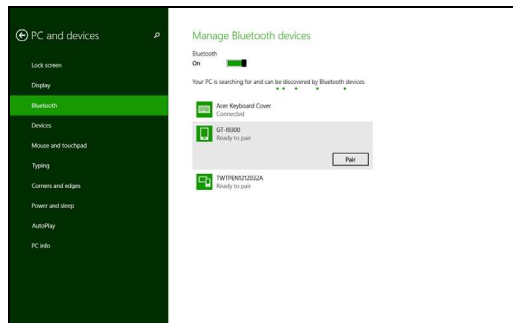 PC and devices
Lock screen
Display
Bluetooth
Devices
Mouse and touchpad
Typing
Corners and edges
Power and sleep
AutoPlay
PC info
Manage Bluetooth devices
Bluetooth
On
Your PC is searching for and can be discovered by Bluetooth devices.
Acer Keyboard Cover
Connected
GT-I9300
Ready to pair
Pair
TWTPEN1212032A
Ready to pair